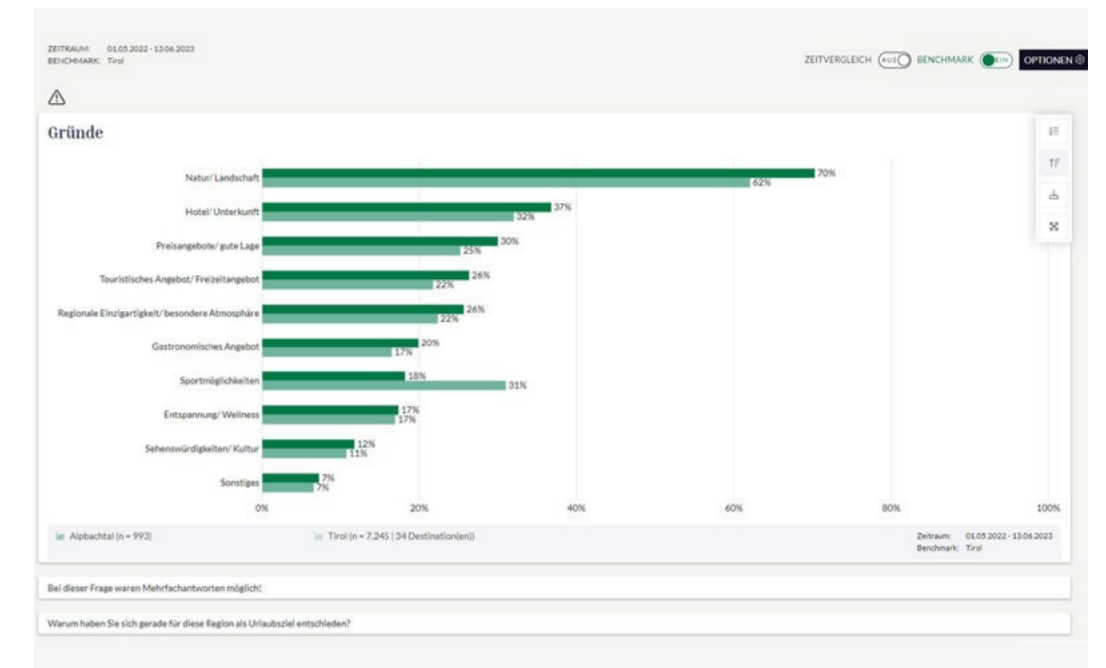 ZEITRAUM: 01.05.2022 - 13.06.2023
BENCHMARK: Tirol
ZEITVERGLEICH AUS BENCHMARK EIN OPTIONEN
Gründe
Natur/ Landschaft 70%
62%
Hotel/ Unterkunft 37%
32%
Preisangebote/ gute Lage 30%
25%
Touristisches Angebot/ Freizeitangebot 26%
22%
Regionale Einzigartigkeit/ besondere Atmosphäre 26%
22%
Gastronomisches Angebot 20%
17%
Sportmöglichkeiten 18%
31%
Entspannung/ Wellness 17%
17%
Sehenswürdigkeiten/ Kultur 12%
11%
Sonstiges 7%
7%
0% 20% 40% 60% 80% 100%
Alpbachtal (n = 993) Tirol (n = 7.245 | 34 Destination(en)) Zeitraum: 01.05.2022 - 13.06.2023
Benchmark: Tirol
Bei dieser Frage waren Mehrfachantworten möglich!
Warum haben Sie sich gerade für diese Region als Urlaubsziel entschieden?